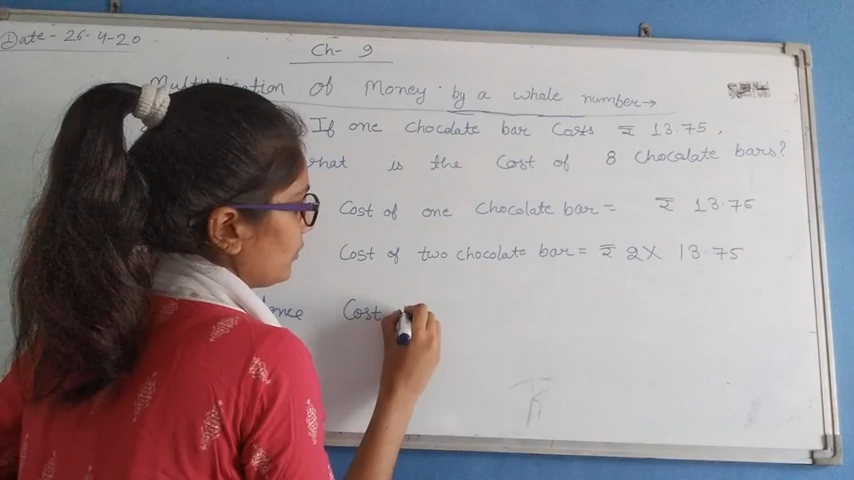 Date - 26-4-20
Ch- 9
Multiplication of Money by a whole number→
If one chocolate bar Costs ₹ 13.75,
what is the Cost of 8 Chocolate bars?
Cost of one Chocolate bar = ₹ 13.75
Cost of two chocolate bar = ₹ 2X 13.75
Cost